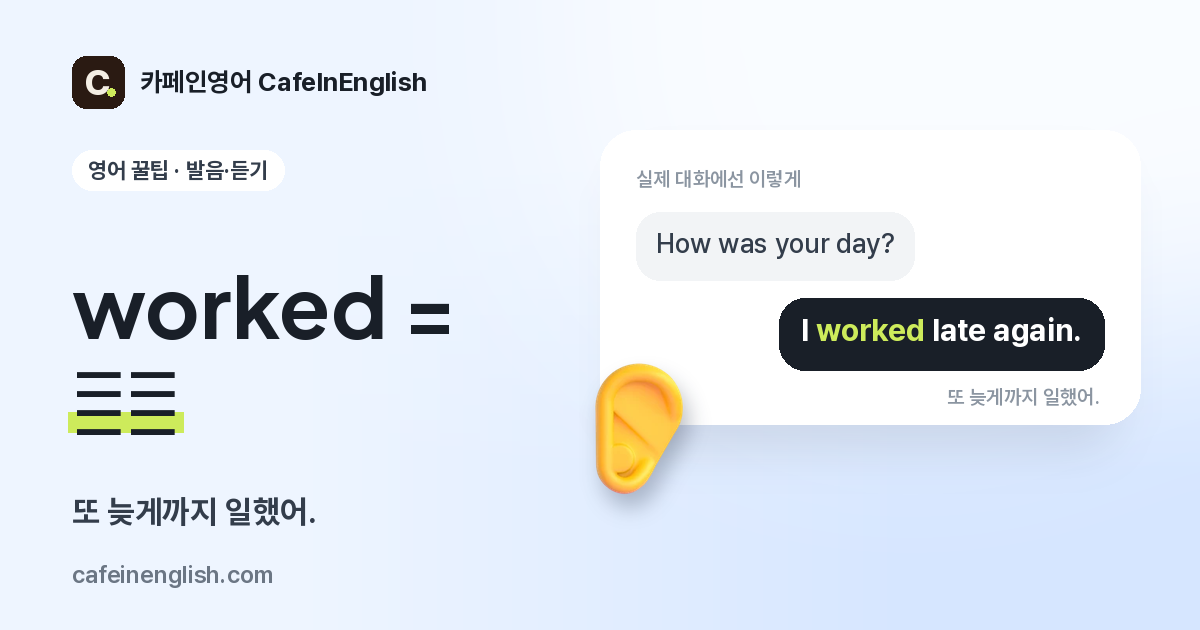 C.
카페인영어 CafeInEnglish
영어 꿀팁 · 발음·듣기
worked =
또 늦게까지 일했어.
cafeinenglish.com
실제 대화에선 이렇게
How was your day?
I worked late again.
또 늦게까지 일했어.